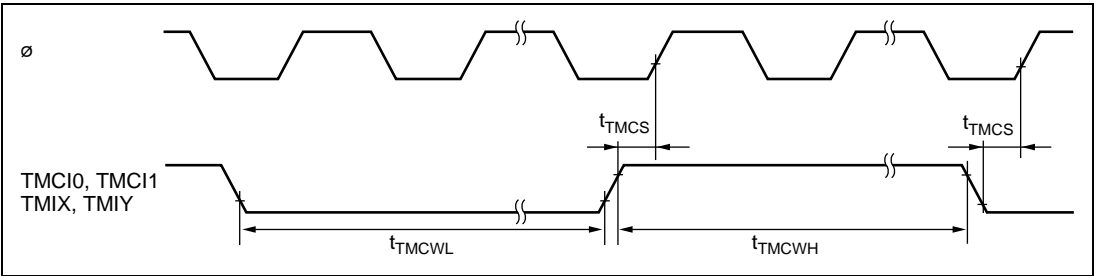 ø
tTMCS
tTMCS
TMCI0, TMCI1
TMIX, TMIY
tTMCWL
tTMCWH